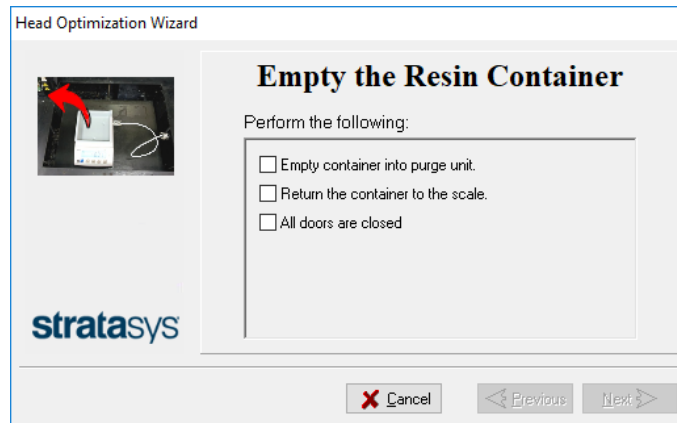 Head Optimization Wizard
Empty the Resin Container
Perform the following:
Empty container into purge unit.
Return the container to the scale.
All doors are closed
stratasys
Cancel
Previous
Next